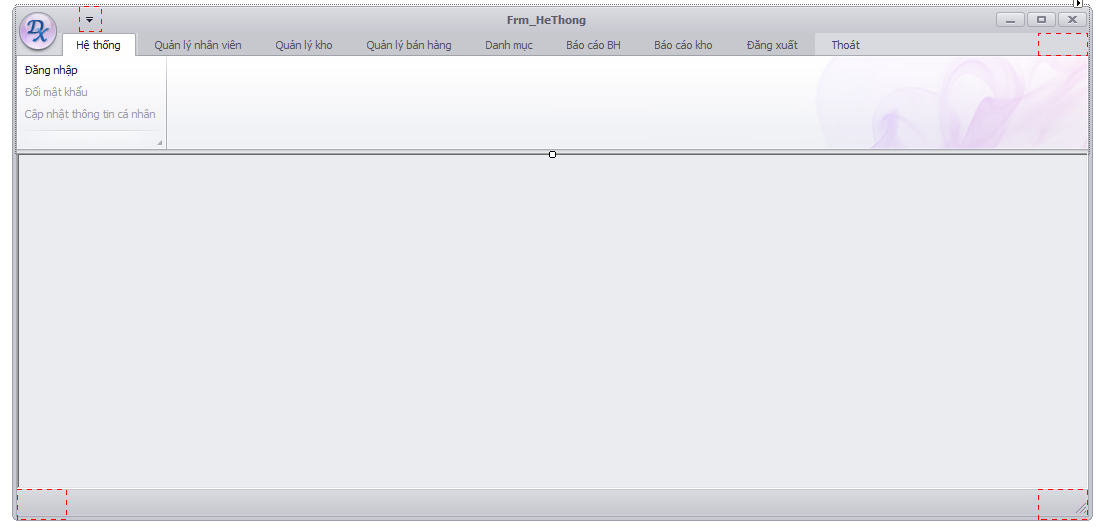 Frm_HeThong
DX
Hệ thống Quản lý nhân viên Quản lý kho Quản lý bán hàng Danh mục Báo cáo BH Báo cáo kho Đăng xuất Thoát
Đăng nhập
Đổi mật khẩu
Cập nhật thông tin cá nhân